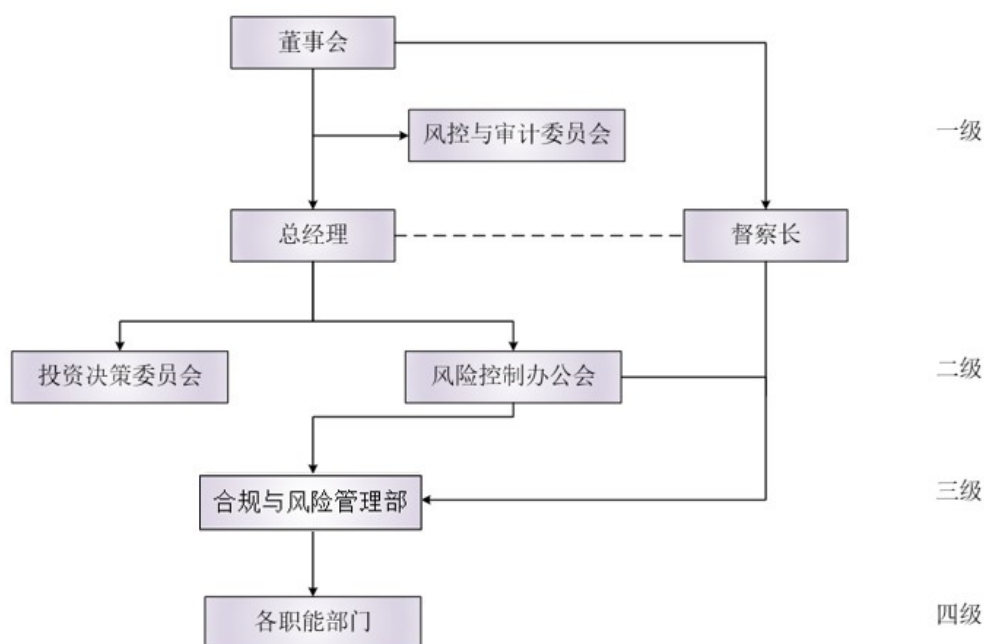 董事会
风控与审计委员会
一级
总经理
督察长
投资决策委员会
风险控制办公会
二级
合规与风险管理部
三级
各职能部门
四级